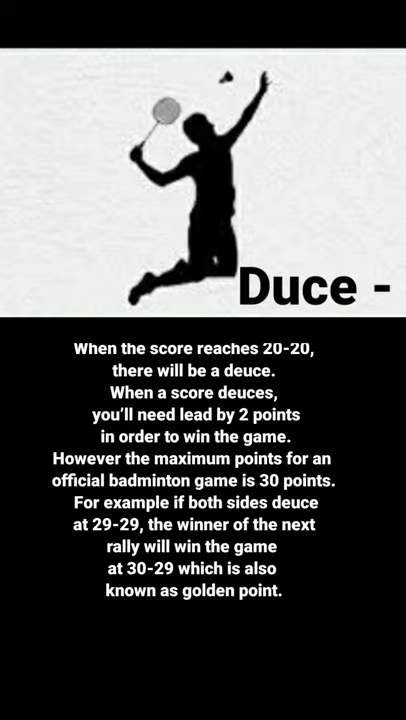 Duce -
When the score reaches 20-20,
there will be a deuce.
When a score deuces,
you’ll need lead by 2 points
in order to win the game.
However the maximum points for an
official badminton game is 30 points.
For example if both sides deuce
at 29-29, the winner of the next
rally will win the game
at 30-29 which is also
known as golden point.